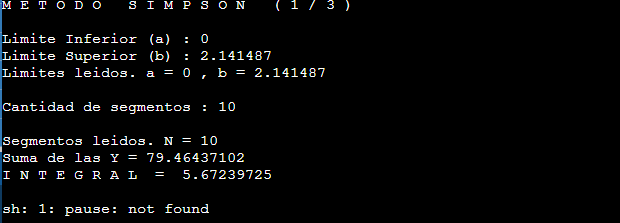 M E T O D O   S I M P S O N   ( 1 / 3 )
Limite Inferior (a) : 0
Limite Superior (b) : 2.141487
Limites leidos. a = 0 , b = 2.141487
Cantidad de segmentos : 10
Segmentos leidos. N = 10
Suma de las Y = 79.46437102
I N T E G R A L  =  5.67239725
sh: 1: pause: not found